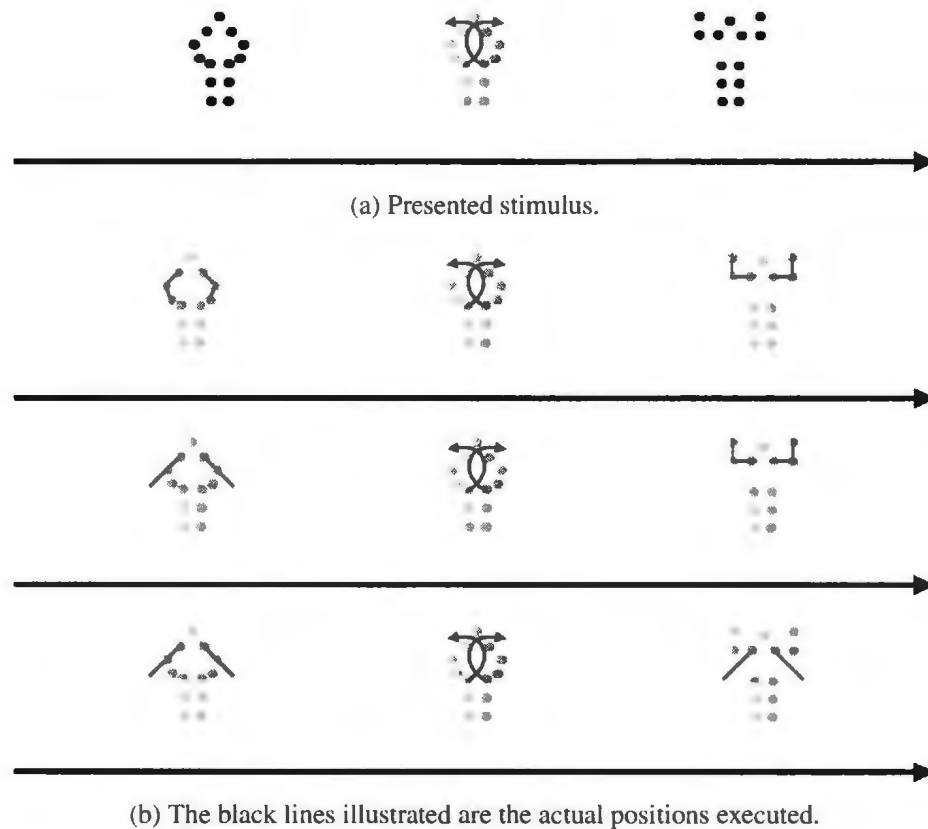 (a) Presented stimulus.
(b) The black lines illustrated are the actual positions executed.